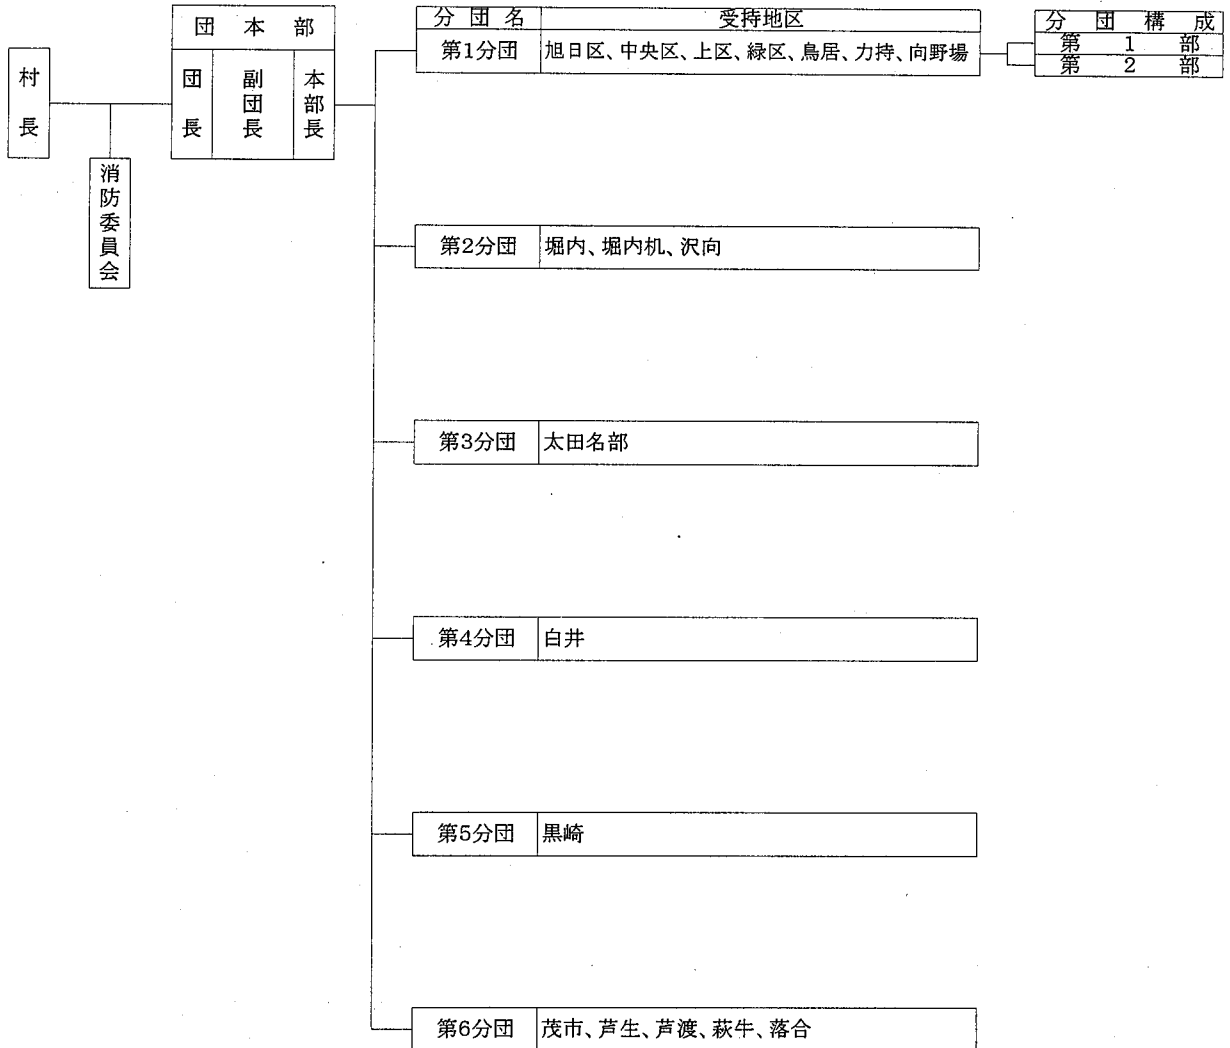 村長
消防委員会
団本部
団長
副団長
本部長
分団名 受持地区
第1分団 旭日区、中央区、上区、緑区、鳥居、力持、向野場
分団構成
第1部
第2部
第2分団 堀内、堀内机、沢向
第3分団 太田名部
第4分団 白井
第5分団 黒崎
第6分団 茂市、芦生、芦渡、萩牛、落合